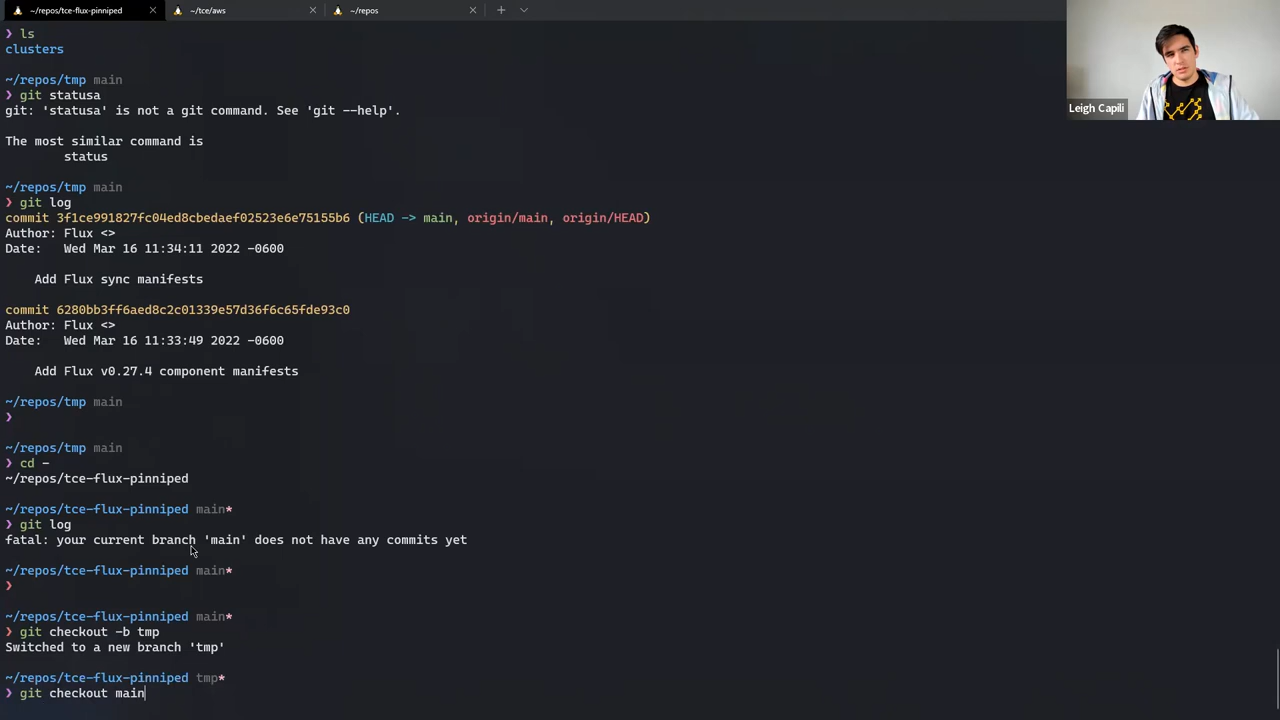 ~/repos/tce-flux-pinniped
~/tce/aws
~/repos
❯ ls
clusters
~/repos/tmp main
❯ git statusa
git: 'statusa' is not a git command. See 'git --help'.
The most similar command is
status
~/repos/tmp main
❯ git log
commit 3f1ce991827fc04ed8cbedaef02523e6e75155b6 (HEAD -> main, origin/main, origin/HEAD)
Author: Flux <>
Date:   Wed Mar 16 11:34:11 2022 -0600
Add Flux sync manifests
commit 6280bb3ff6aed8c2c01339e57d36f6c65fde93c0
Author: Flux <>
Date:   Wed Mar 16 11:33:49 2022 -0600
Add Flux v0.27.4 component manifests
~/repos/tmp main
❯
~/repos/tmp main
❯ cd -
~/repos/tce-flux-pinniped
~/repos/tce-flux-pinniped main*
❯ git log
fatal: your current branch 'main' does not have any commits yet
~/repos/tce-flux-pinniped main*
❯
~/repos/tce-flux-pinniped main*
❯ git checkout -b tmp
Switched to a new branch 'tmp'
~/repos/tce-flux-pinniped tmp*
❯ git checkout main
Leigh Capili